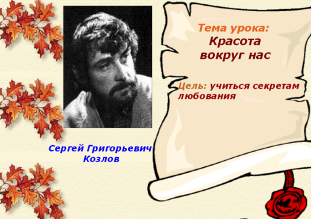 Тема урока:
Красота
вокруг нас
Цель: учиться секретам
любования
Сергей Григорьевич
Козлов